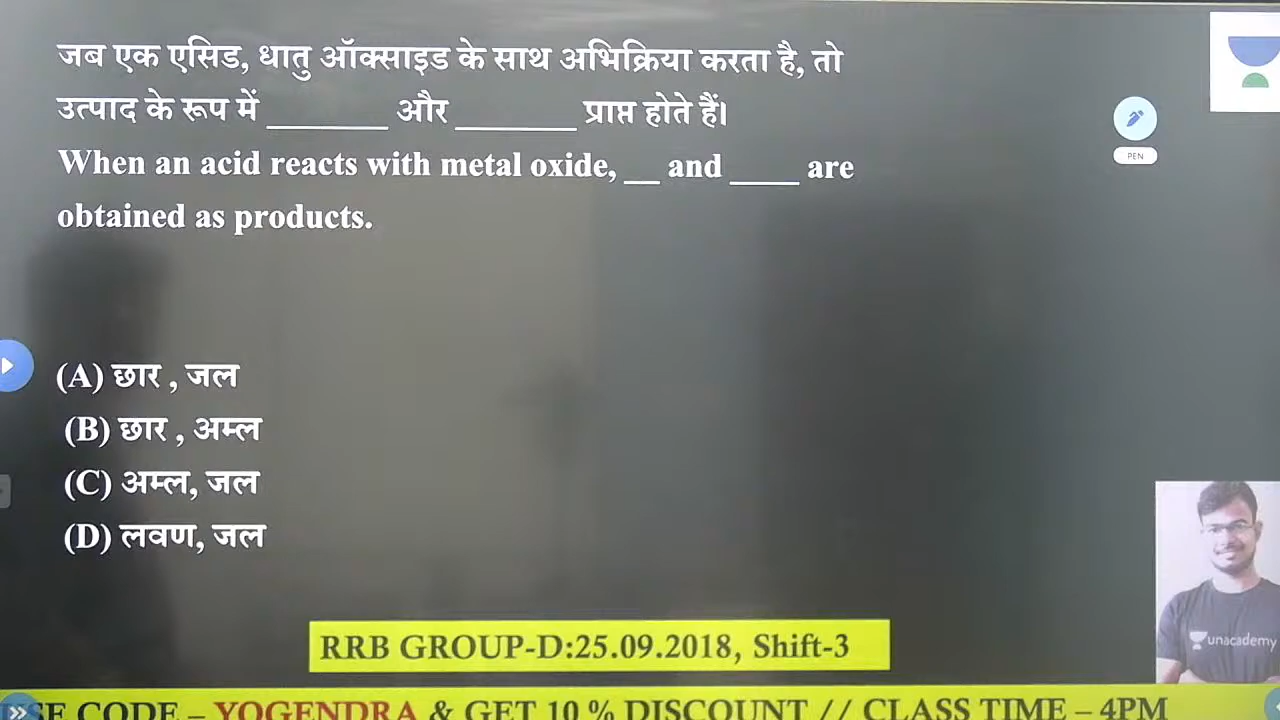 जब एक एसिड, धातु ऑक्साइड के साथ अभिक्रिया करता है, तो
उत्पाद के रूप में ________ और ________ प्राप्त होते हैं।
When an acid reacts with metal oxide, __ and ____ are
obtained as products.
PEN
(A) छार , जल
(B) छार , अम्ल
(C) अम्ल, जल
(D) लवण, जल
unacademy
RRB GROUP-D:25.09.2018, Shift-3
CODE – YOGENDRA & GET 10 % DISCOUNT // CLASS TIME – 4PM